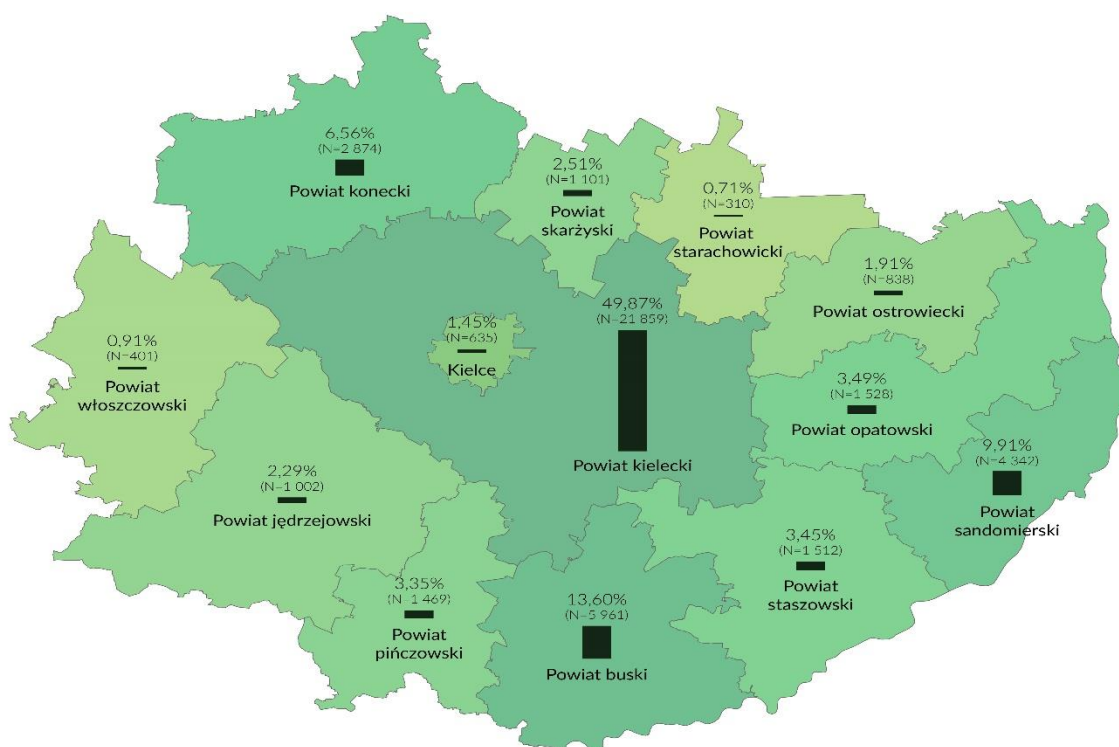 6,56%
(N=2 874)
Powiat konecki
2,51%
(N=1 101)
Powiat
skarżyski
0,71%
(N=310)
Powiat
starachowicki
1,91%
(N=838)
Powiat ostrowiecki
49,87%
(N=21 859)
Powiat kielecki
1,45%
(N=635)
Kielce
0,91%
(N=401)
Powiat
włoszczowski
3,49%
(N=1 528)
Powiat opatowski
9,91%
(N=4 342)
Powiat
sandomierski
2,29%
(N=1 002)
Powiat jędrzejowski
3,45%
(N=1 512)
Powiat
staszowski
3,35%
(N=1 469)
Powiat
pińczowski
13,60%
(N=5 961)
Powiat buski